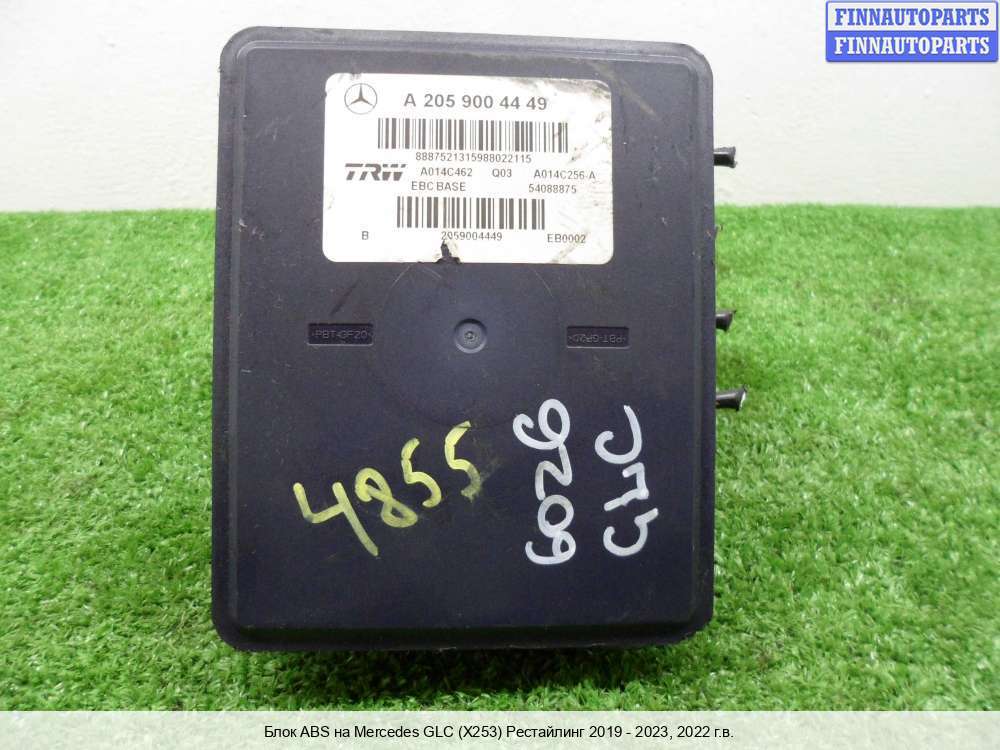 FINNAUTOPARTS
FINNAUTOPARTS
A 205 900 44 49
8887521315988022115
TRW A014C462 Q03 A014C256-A
EBC BASE 54088875
B 2059004449 EB0002
>PBT-GF20< >PBT-GF20<
4855
6026
GLC
Блок ABS на Mercedes GLC (X253) Рестайлинг 2019 - 2023, 2022 г.в.